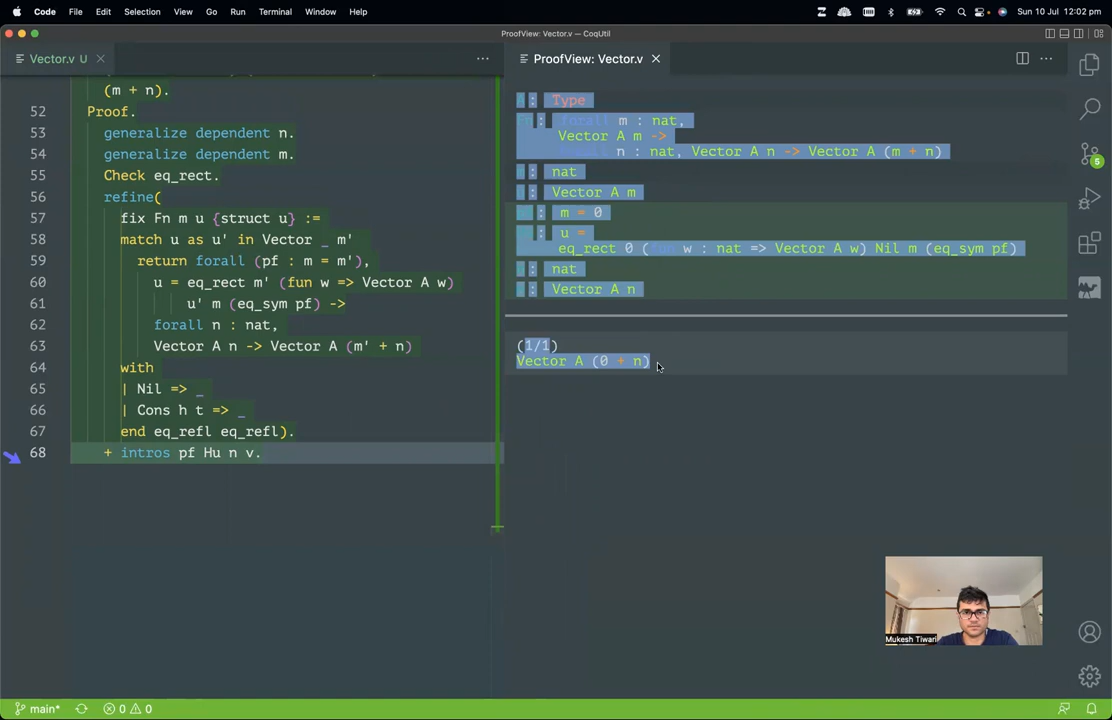 Code File Edit Selection View Go Run Terminal Window Help Sun 10 Jul 12:02 pm
ProofView: Vector.v — CoqUtil
Vector.v U
ProofView: Vector.v
(m + n).
52 Proof.
53 generalize dependent n.
54 generalize dependent m.
55 Check eq_rect.
56 refine(
57 fix Fn m u {struct u} :=
58 match u as u' in Vector _ m'
59 return forall (pf : m = m'),
60 u = eq_rect m' (fun w => Vector A w)
61 u' m (eq_sym pf) ->
62 forall n : nat,
63 Vector A n -> Vector A (m' + n)
64 with
65 | Nil => _
66 | Cons h t => _
67 end eq_refl eq_refl).
68 + intros pf Hu n v.
: Type
: forall m : nat,
Vector A m ->
n : nat, Vector A n -> Vector A (m + n)
: nat
: Vector A m
: m = 0
: u =
eq_rect 0 (fun w : nat => Vector A w) Nil m (eq_sym pf)
: nat
: Vector A n
(1/1)
Vector A (0 + n)
5
Mukesh Tiwari
main* 0 0